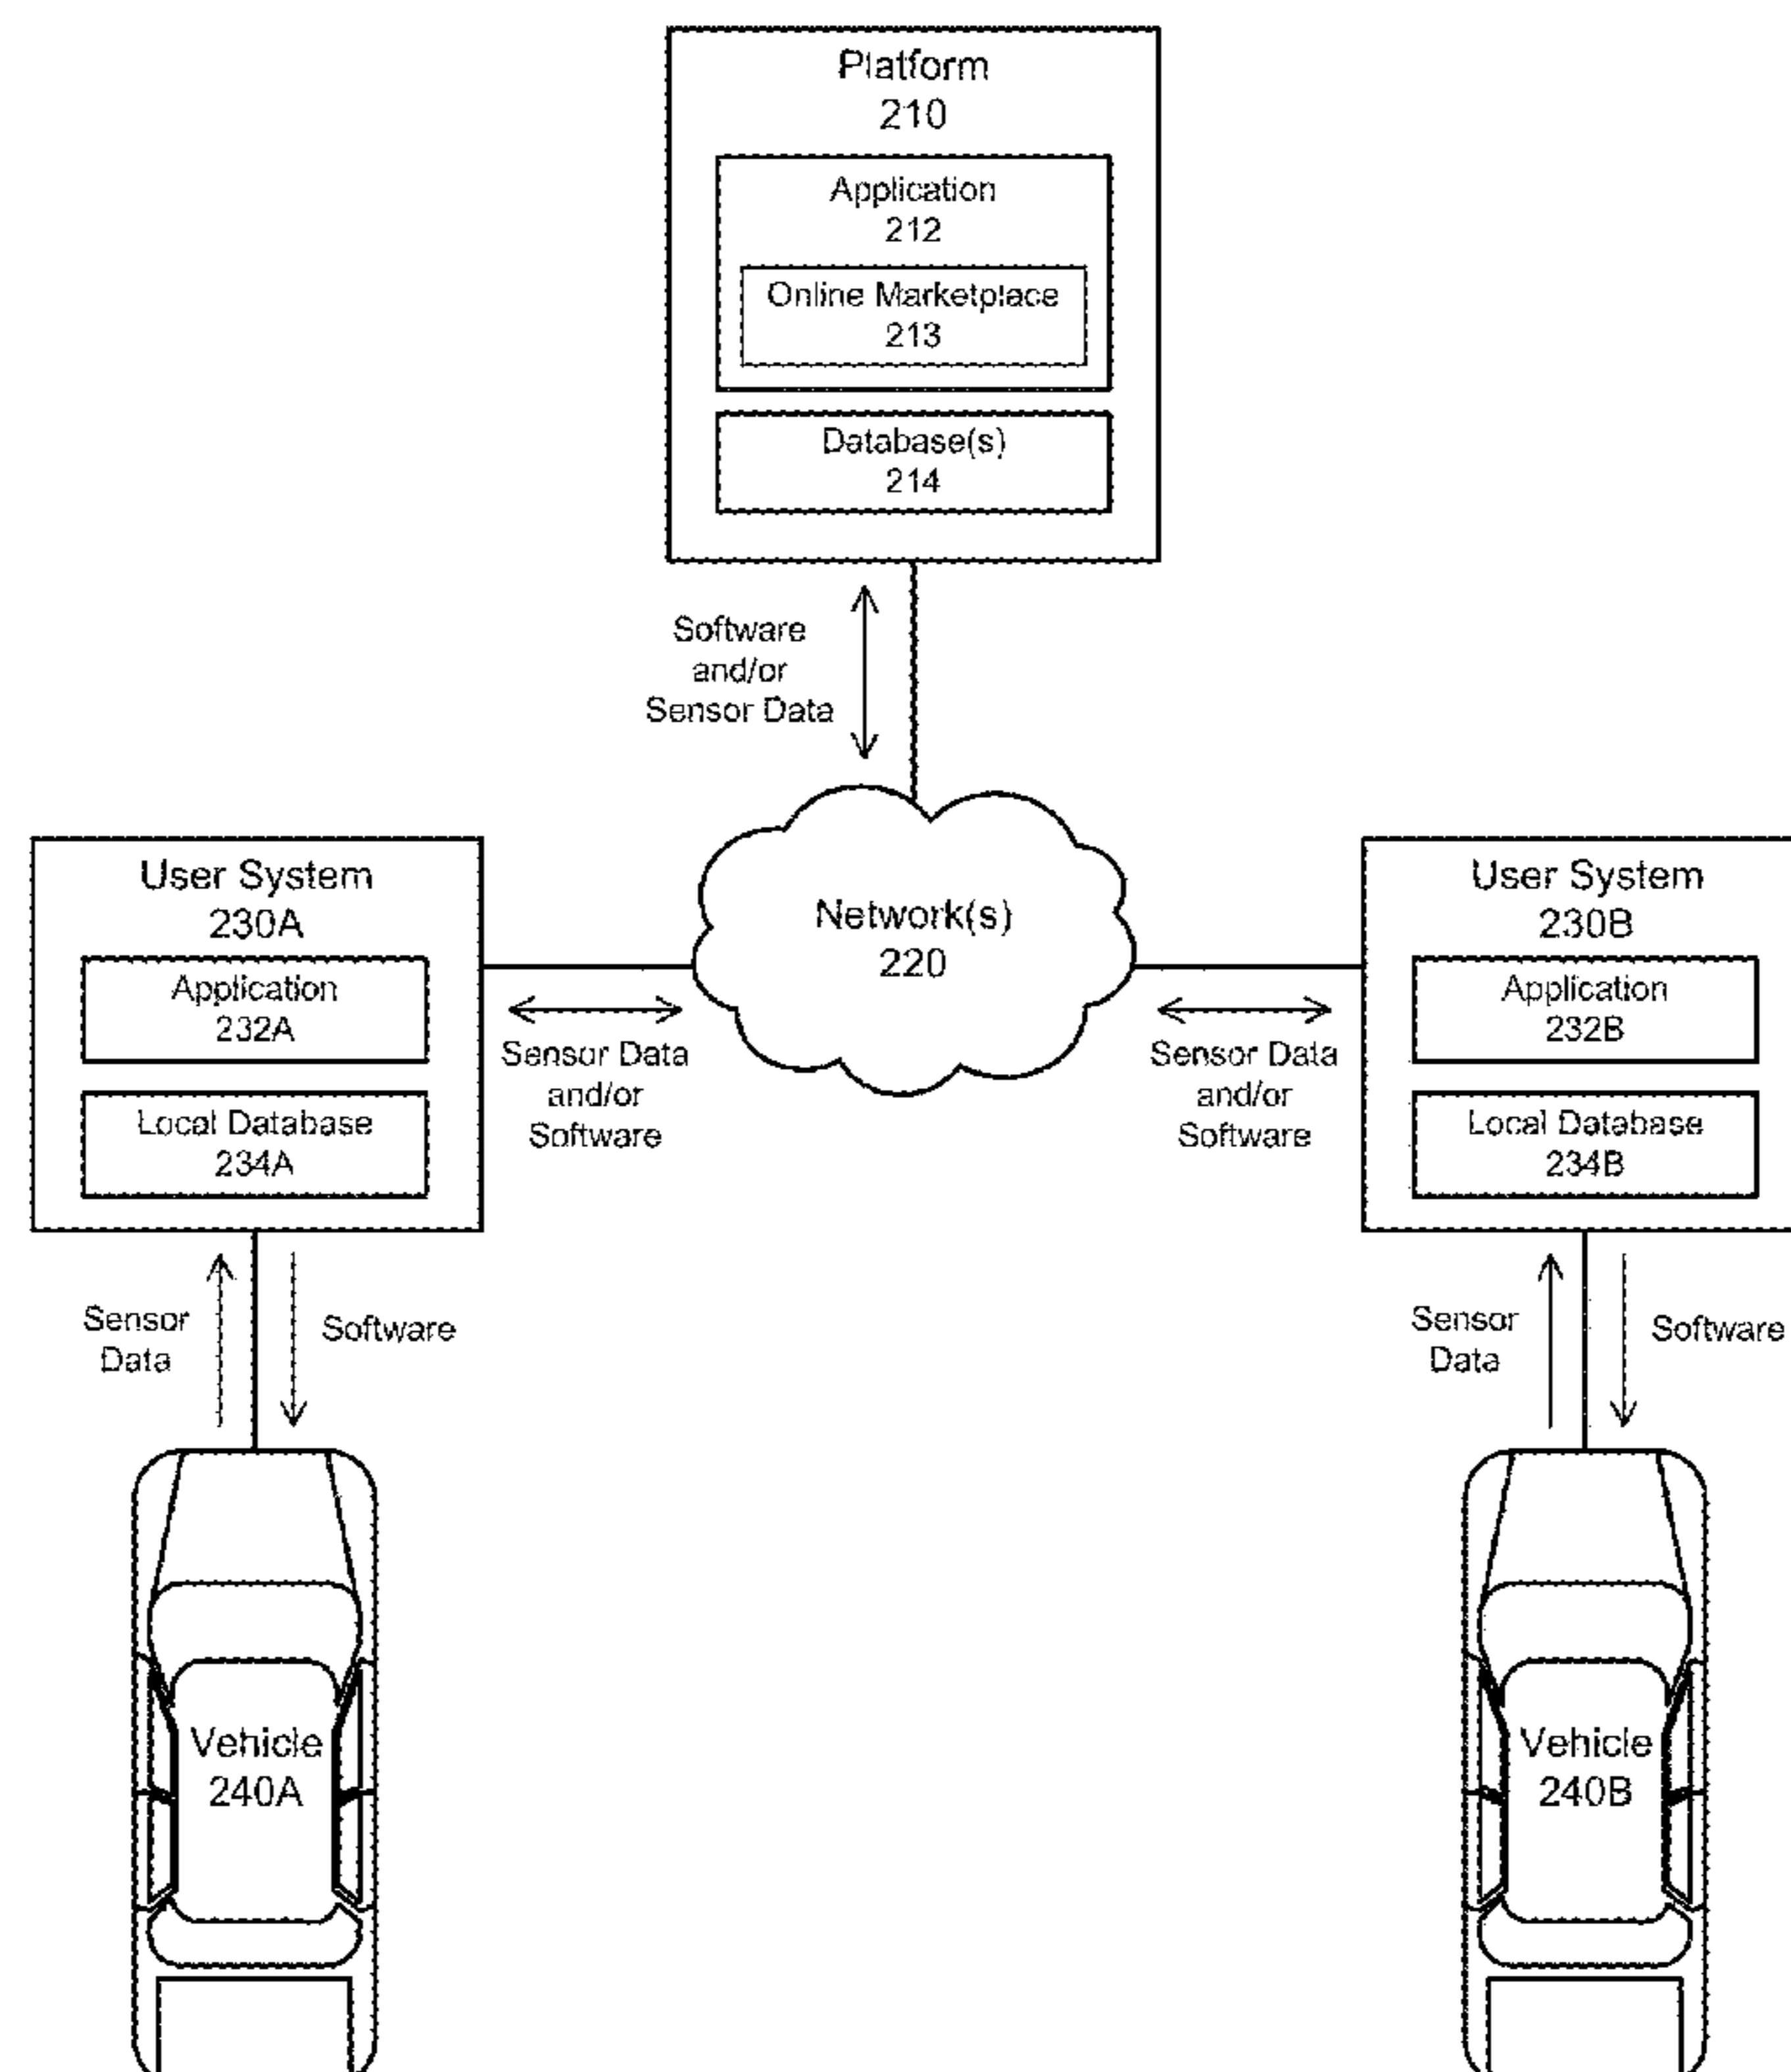 Platform
210
Application
212
Online Marketplace
213
Database(s)
214
Software
and/or
Sensor Data
User System
230A
Application
232A
Local Database
234A
Network(s)
220
Sensor Data
and/or
Software
Sensor Data
and/or
Software
User System
230B
Application
232B
Local Database
234B
Sensor
Data
Software
Sensor
Data
Software
Vehicle
240A
Vehicle
240B